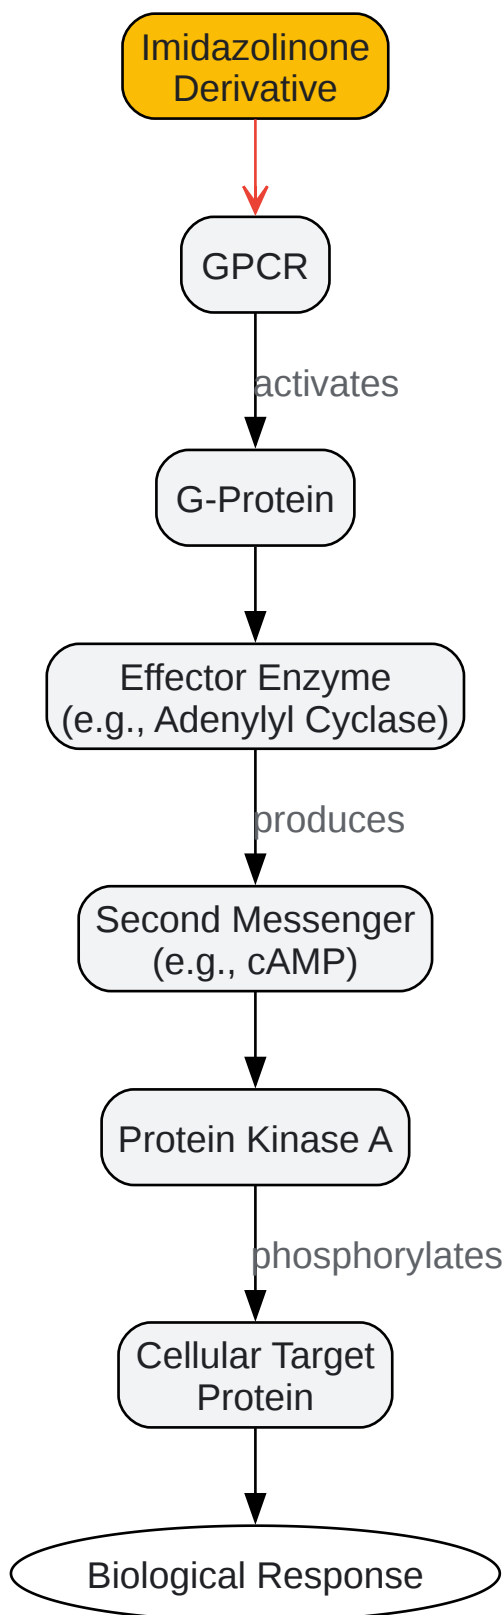 Imidazolinone
Derivative
GPCR
activates
G-Protein
Effector Enzyme
(e.g., Adenylyl Cyclase)
produces
Second Messenger
(e.g., cAMP)
Protein Kinase A
phosphorylates
Cellular Target
Protein
Biological Response